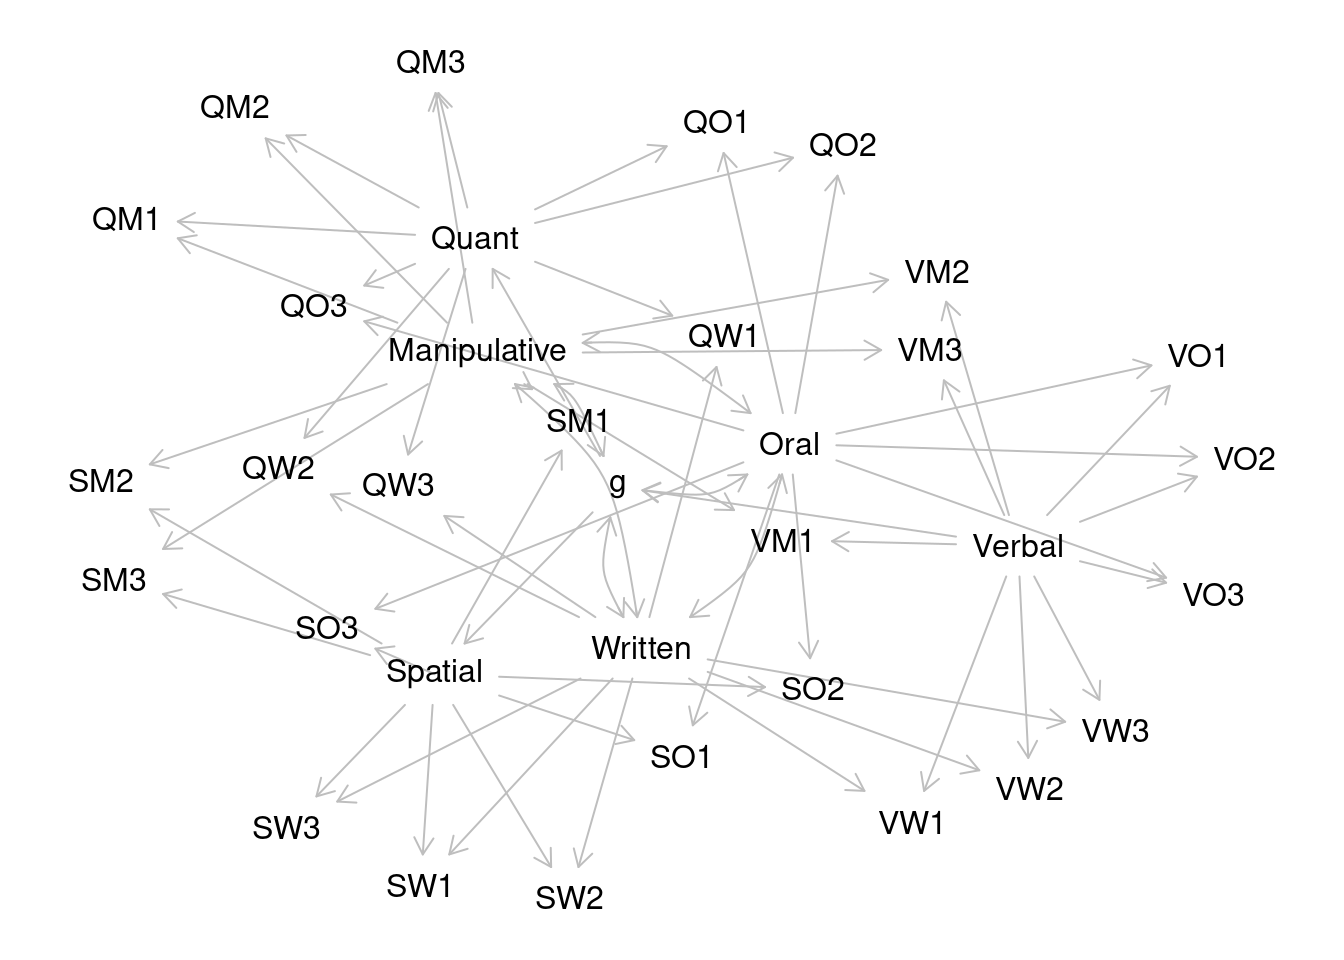 QM3
QM2
QO1
QO2
QM1
Quant
VM2
QO3
QW1
Manipulative
VM3
VO1
SM1
Oral
VO2
QW2
SM2
QW3
g
VM1
Verbal
SM3
VO3
SO3
Written
Spatial
SO2
VW3
SO1
VW2
SW3
VW1
SW1
SW2